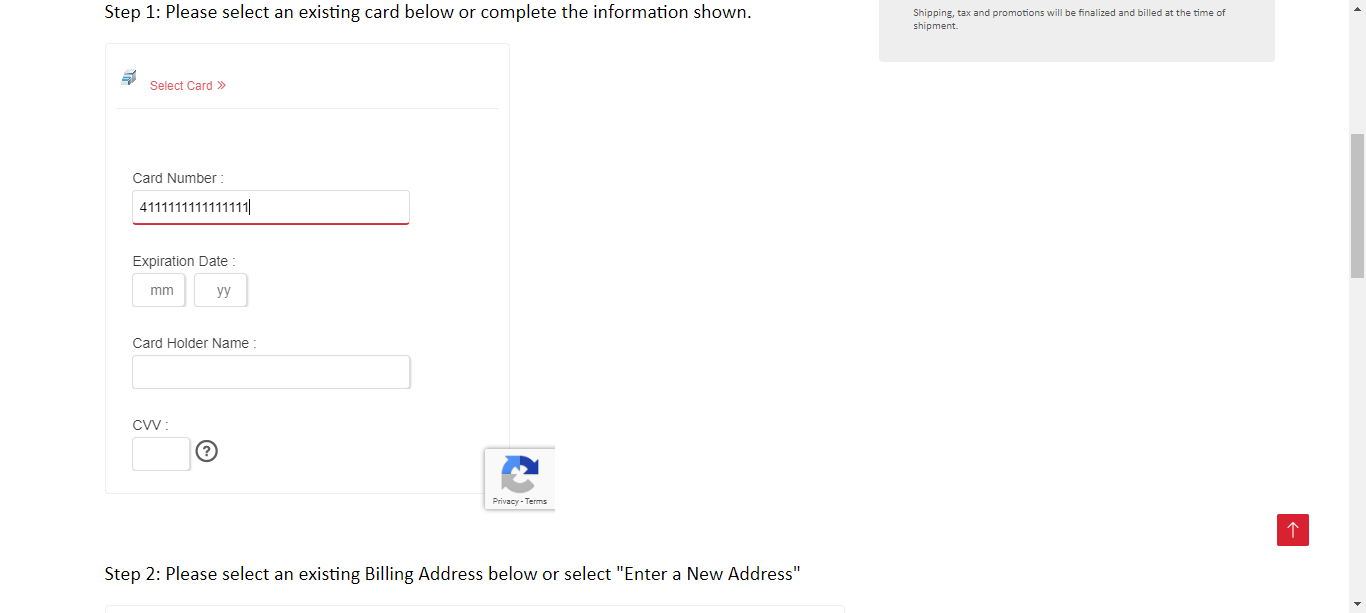 Step 1: Please select an existing card below or complete the information shown.
Shipping, tax and promotions will be finalized and billed at the time of
shipment.
Select Card »
Card Number :
4111111111111111
Expiration Date :
mm yy
Card Holder Name :
CVV :
?
Privacy - Terms
Step 2: Please select an existing Billing Address below or select "Enter a New Address"